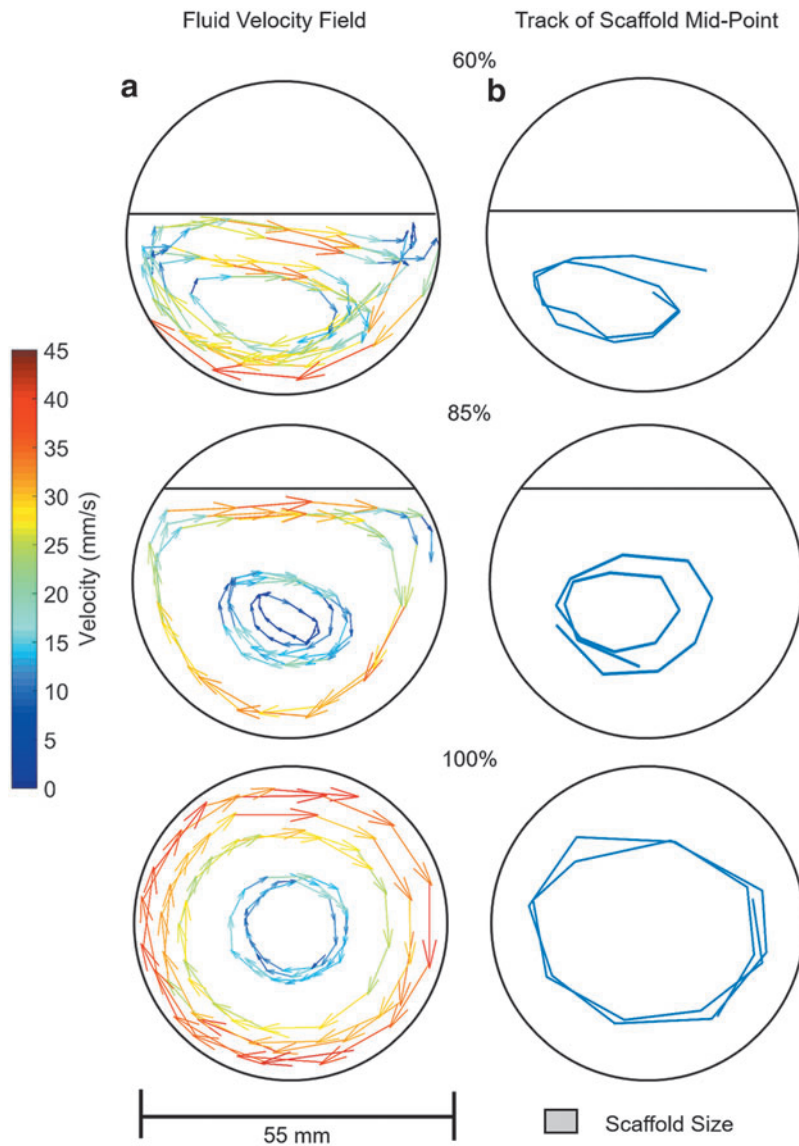 Fluid Velocity Field
Track of Scaffold Mid-Point
60%
a
b
85%
45
40
35
30
25
20
15
10
5
0
Velocity (mm/s)
100%
55 mm
Scaffold Size